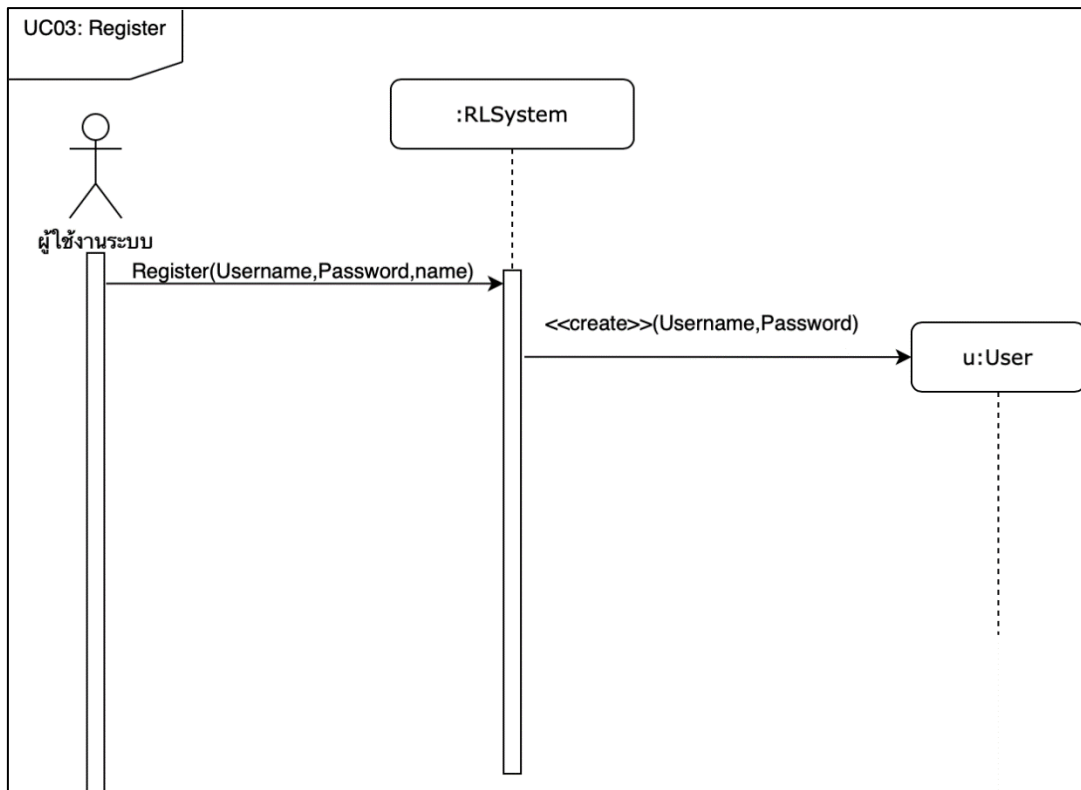 UC03: Register
:RLSystem
ผู้ใช้งานระบบ
Register(Username,Password,name)
<<create>>(Username,Password)
u:User